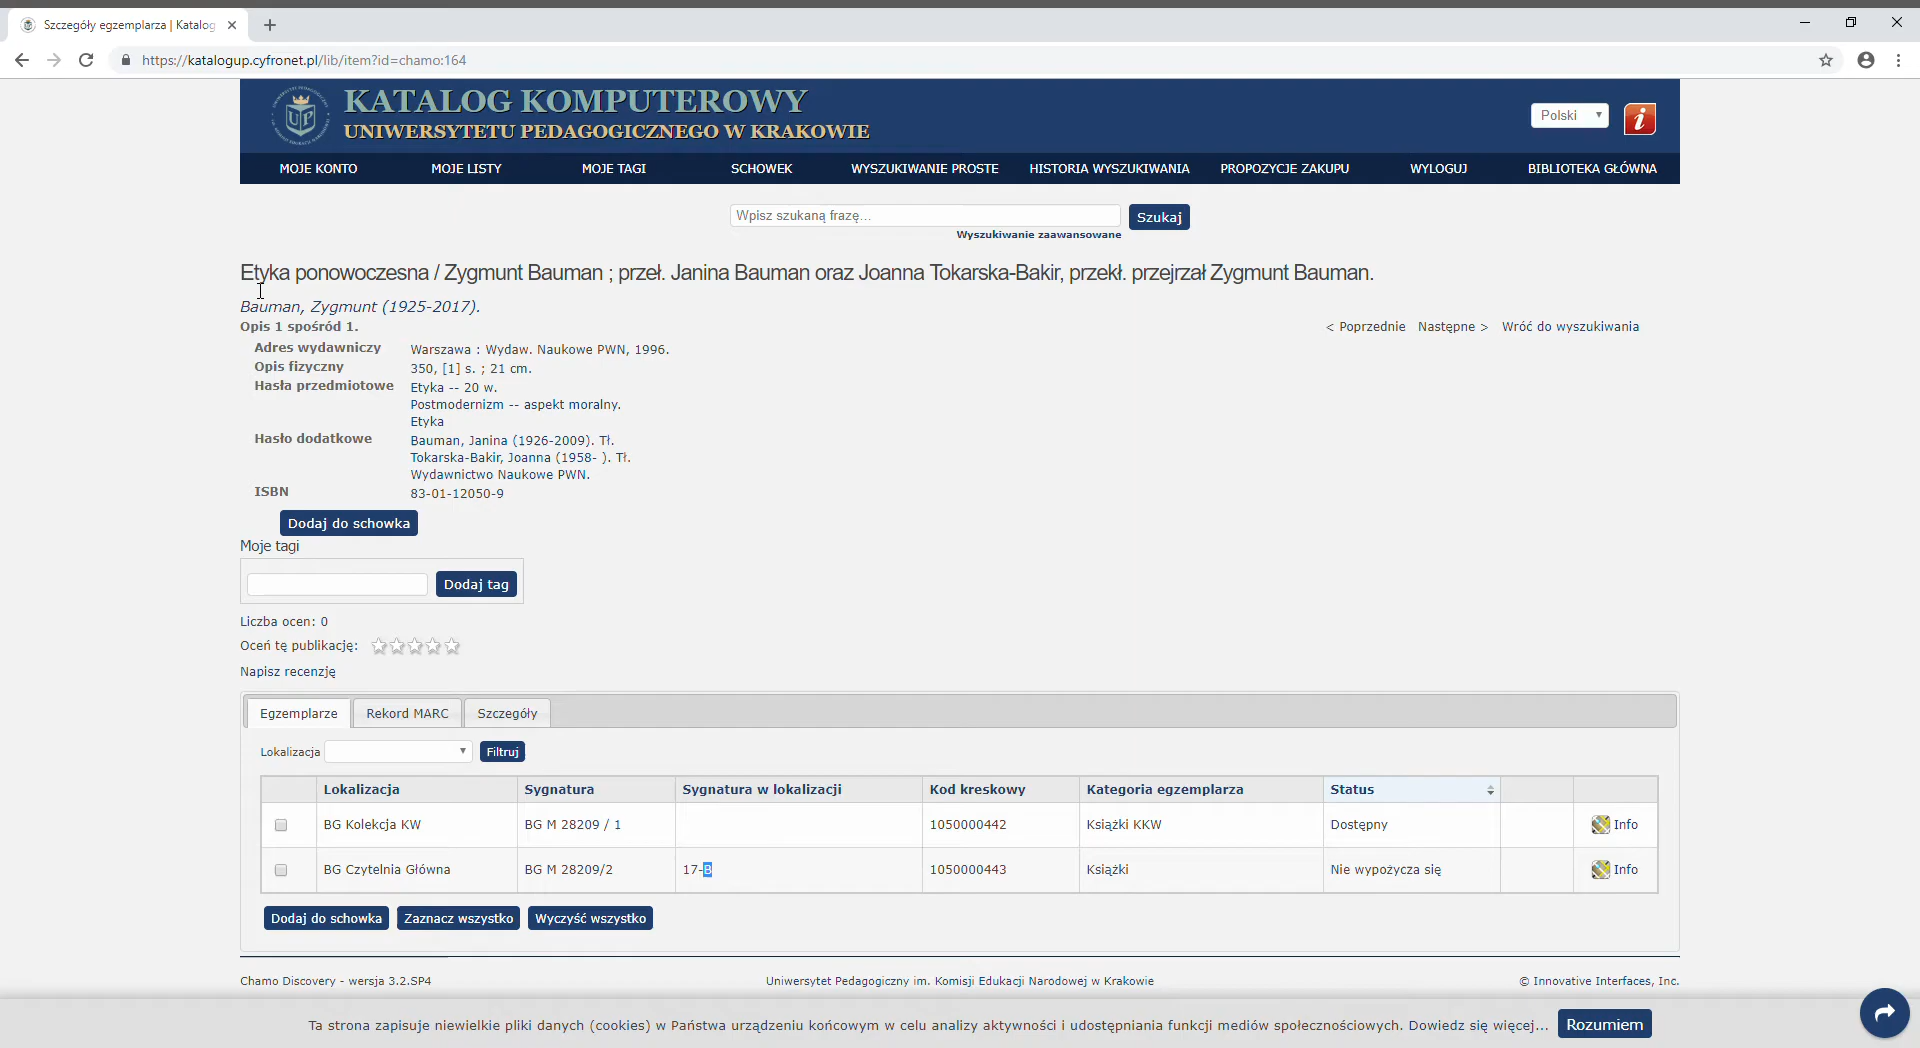 Szczegóły egzemplarza | Katalog
https://katalogup.cyfronet.pl/lib/item?id=chamo:164
KATALOG KOMPUTEROWY
UNIWERSYTETU PEDAGOGICZNEGO W KRAKOWIE
Polski
MOJE KONTO MOJE LISTY MOJE TAGI SCHOWEK WYSZUKIWANIE PROSTE HISTORIA WYSZUKIWANIA PROPOZYCJE ZAKUPU WYLOGUJ BIBLIOTEKA GŁÓWNA
Wpisz szukaną frazę... Szukaj
Wyszukiwanie zaawansowane
Etyka ponowoczesna / Zygmunt Bauman ; przeł. Janina Bauman oraz Joanna Tokarska-Bakir, przekł. przejrzał Zygmunt Bauman.
Bauman, Zygmunt (1925-2017).
Opis 1 spośród 1. < Poprzednie Następne > Wróć do wyszukiwania
Adres wydawniczy Warszawa : Wydaw. Naukowe PWN, 1996.
Opis fizyczny 350, [1] s. ; 21 cm.
Hasła przedmiotowe Etyka -- 20 w.
Postmodernizm -- aspekt moralny.
Etyka
Hasło dodatkowe Bauman, Janina (1926-2009). Tł.
Tokarska-Bakir, Joanna (1958- ). Tł.
Wydawnictwo Naukowe PWN.
ISBN 83-01-12050-9
Dodaj do schowka
Moje tagi
Dodaj tag
Liczba ocen: 0
Oceń tę publikację:
Napisz recenzję
Egzemplarze Rekord MARC Szczegóły
Lokalizacja Filtruj
Lokalizacja Sygnatura Sygnatura w lokalizacji Kod kreskowy Kategoria egzemplarza Status
BG Kolekcja KW BG M 28209 / 1 1050000442 Książki KKW Dostępny Info
BG Czytelnia Główna BG M 28209/2 17-B 1050000443 Książki Nie wypożycza się Info
Dodaj do schowka Zaznacz wszystko Wyczyść wszystko
Chamo Discovery - wersja 3.2.SP4 Uniwersytet Pedagogiczny im. Komisji Edukacji Narodowej w Krakowie © Innovative Interfaces, Inc.
Ta strona zapisuje niewielkie pliki danych (cookies) w Państwa urządzeniu końcowym w celu analizy aktywności i udostępniania funkcji mediów społecznościowych. Dowiedz się więcej... Rozumiem